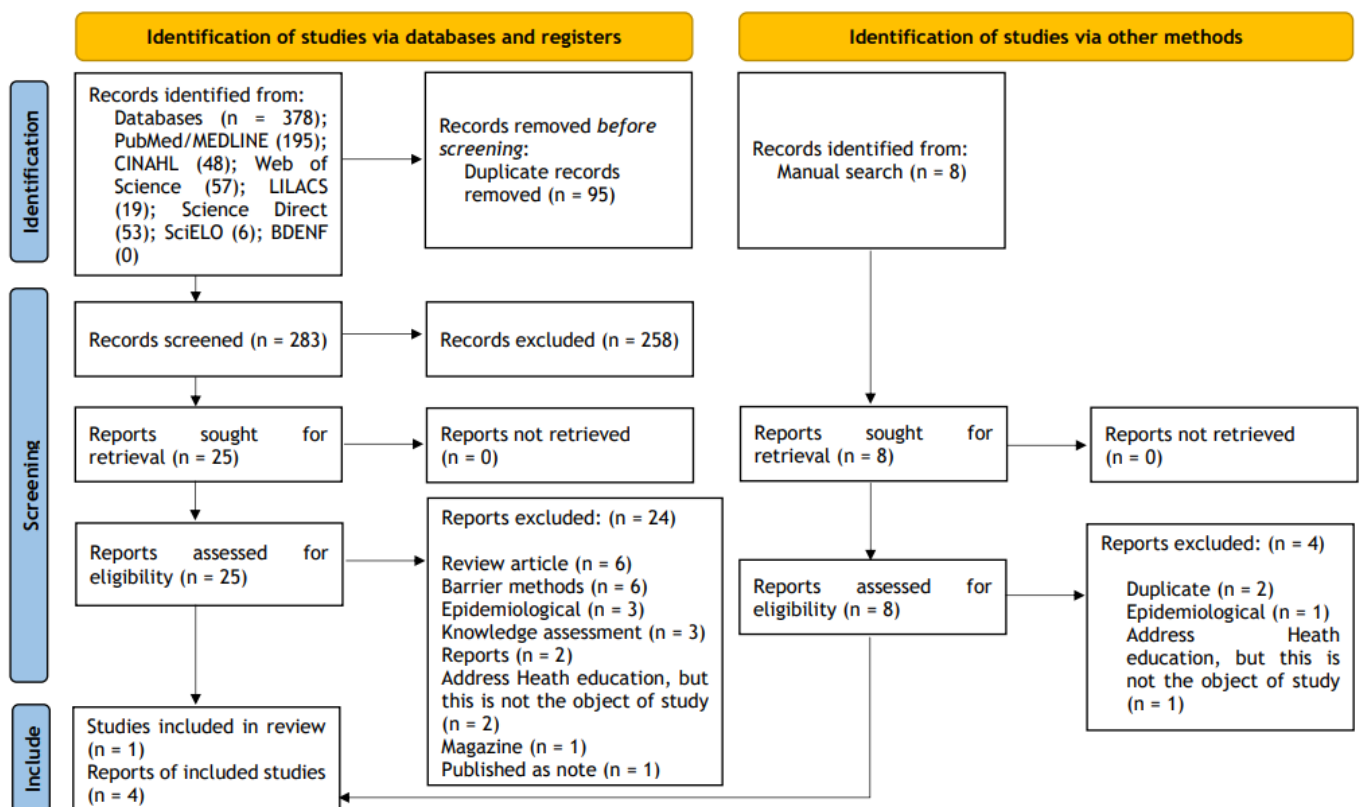 Identification of studies via databases and registers
Identification of studies via other methods
Identification
Records identified from:
Databases (n = 378);
PubMed/MEDLINE (195);
CINAHL (48); Web of
Science (57); LILACS
(19); Science Direct
(53); SciELO (6); BDENF
(0)
Records removed before
screening:
Duplicate records
removed (n = 95)
Records identified from:
Manual search (n = 8)
Screening
Records screened (n = 283)
Records excluded (n = 258)
Reports sought for
retrieval (n = 25)
Reports not retrieved
(n = 0)
Reports sought for
retrieval (n = 8)
Reports not retrieved
(n = 0)
Reports assessed for
eligibility (n = 25)
Reports excluded: (n = 24)
Review article (n = 6)
Barrier methods (n = 6)
Epidemiological (n = 3)
Knowledge assessment (n = 3)
Reports (n = 2)
Address Heath education, but
this is not the object of study
(n = 2)
Magazine (n = 1)
Published as note (n = 1)
Reports assessed for
eligibility (n = 8)
Reports excluded: (n = 4)
Duplicate (n = 2)
Epidemiological (n = 1)
Address Heath
education, but this is
not the object of study
(n = 1)
Include
Studies included in review
(n = 1)
Reports of included studies
(n = 4)